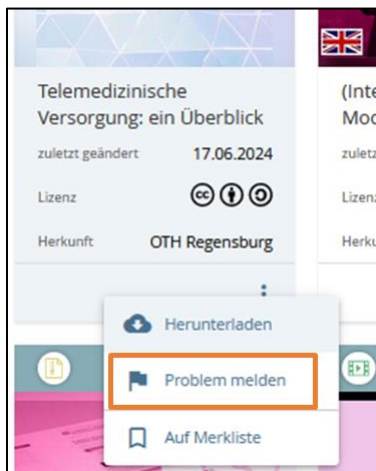 Telemedizinische
Versorgung: ein Überblick
zuletzt geändert 17.06.2024
Lizenz
Herkunft OTH Regensburg
Herunterladen
Problem melden
Auf Merkliste